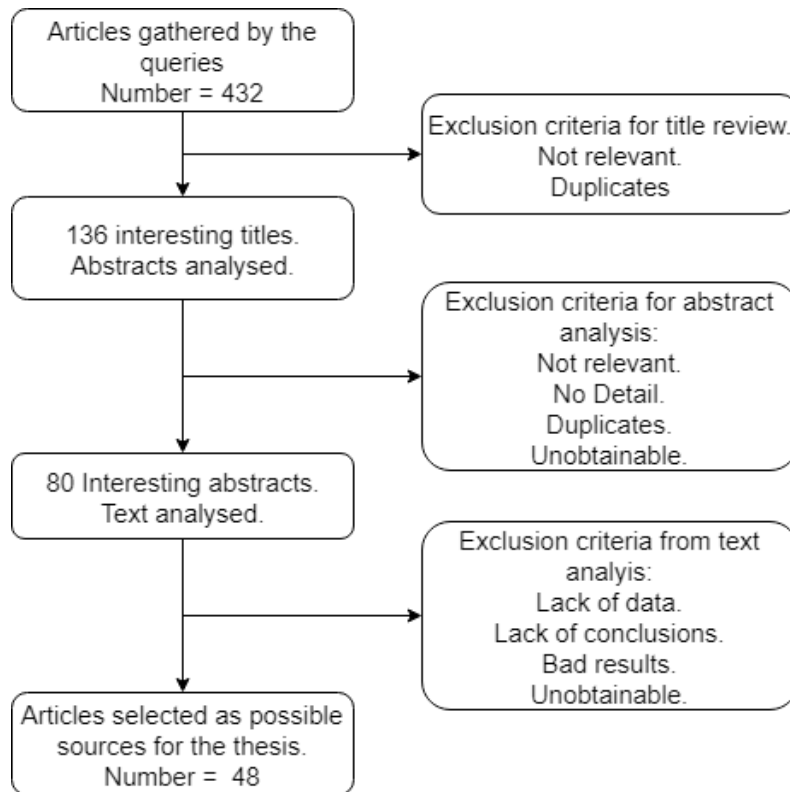 Articles gathered by the
queries
Number = 432
Exclusion criteria for title review.
Not relevant.
Duplicates
136 interesting titles.
Abstracts analysed.
Exclusion criteria for abstract
analysis:
Not relevant.
No Detail.
Duplicates.
Unobtainable.
80 Interesting abstracts.
Text analysed.
Exclusion criteria from text
analyis:
Lack of data.
Lack of conclusions.
Bad results.
Unobtainable.
Articles selected as possible
sources for the thesis.
Number =  48